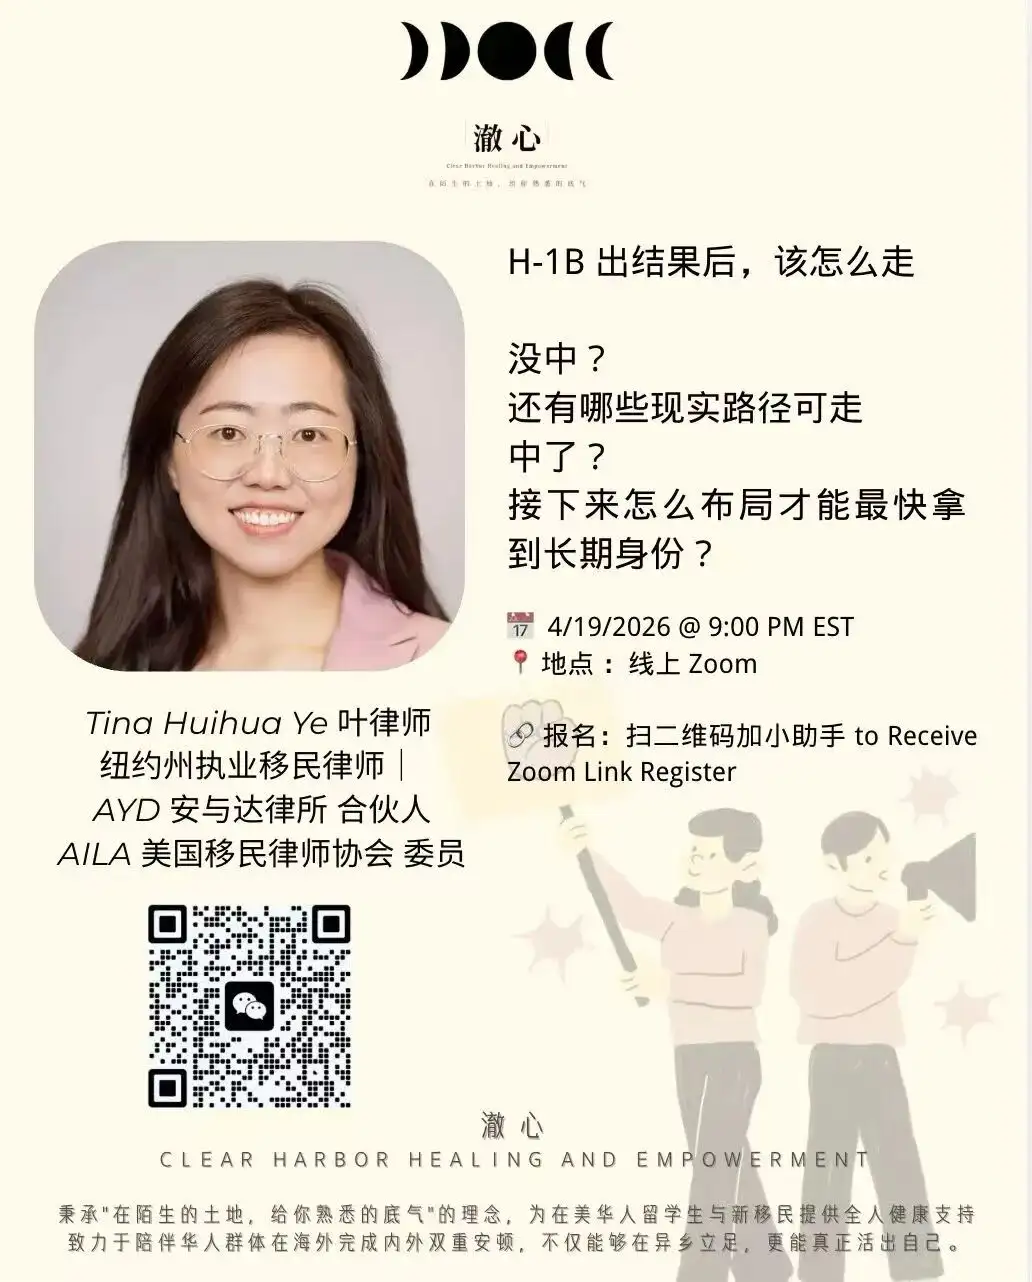 澈心
Clear Harbor Healing and Empowerment
在陌生的土地，给你熟悉的底气
H-1B 出结果后，该怎么走
没中？
还有哪些现实路径可走
中了？
接下来怎么布局才能最快拿
到长期身份？
17
4/19/2026 @ 9:00 PM EST
地点：线上 Zoom
报名：扫二维码加小助手 to Receive
Zoom Link Register
Tina Huihua Ye 叶律师
纽约州执业移民律师｜
AYD 安与达律所 合伙人
AILA 美国移民律师协会 委员
澈心
CLEAR HARBOR HEALING AND EMPOWERMENT
秉承"在陌生的土地，给你熟悉的底气"的理念，为在美华人留学生与新移民提供全人健康支持
致力于陪伴华人群体在海外完成内外双重安顿，不仅能够在异乡立足，更能真正活出自己。